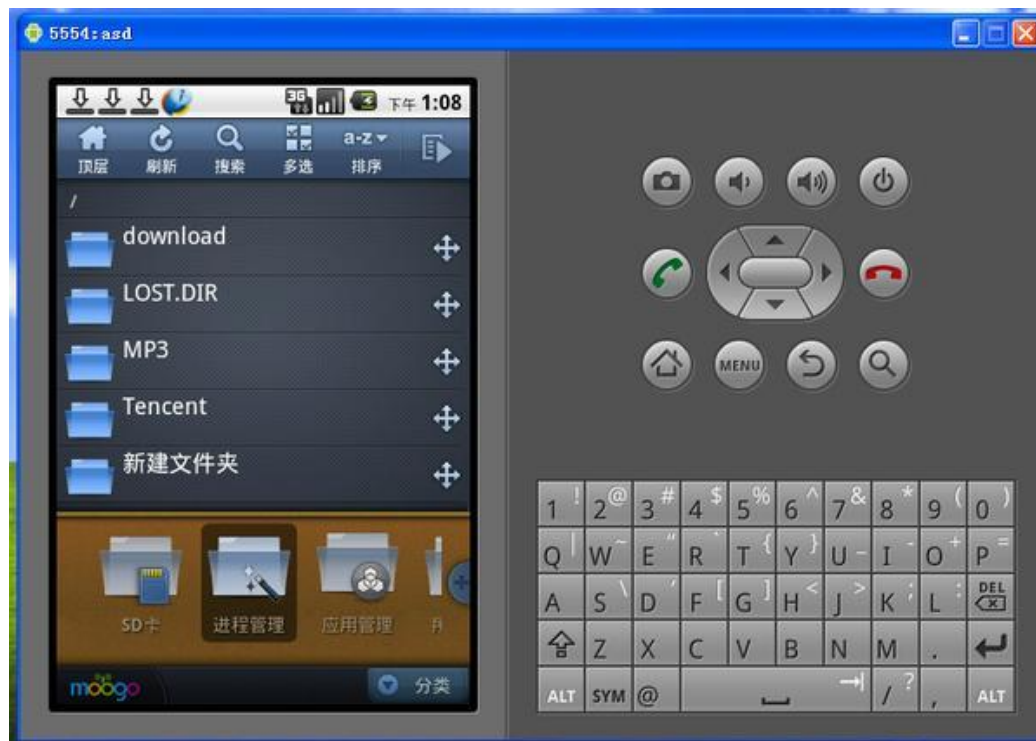 5554:asd
3G 下午 1:08
顶层 刷新 搜索 多选 a-z 排序
/
download
LOST.DIR
MP3
Tencent
新建文件夹
SD卡 进程管理 应用管理
moogo 分类
MENU
1 ! 2 @ 3 # 4 $ 5 % 6 ^ 7 & 8 * 9 ( 0 )
Q | W ~ E " R ` T { Y } U _ I - O + P =
A S \ D ' F [ G ] H < J > K ; L : DEL
Z X C V B N M .
ALT SYM @ / ? , ALT